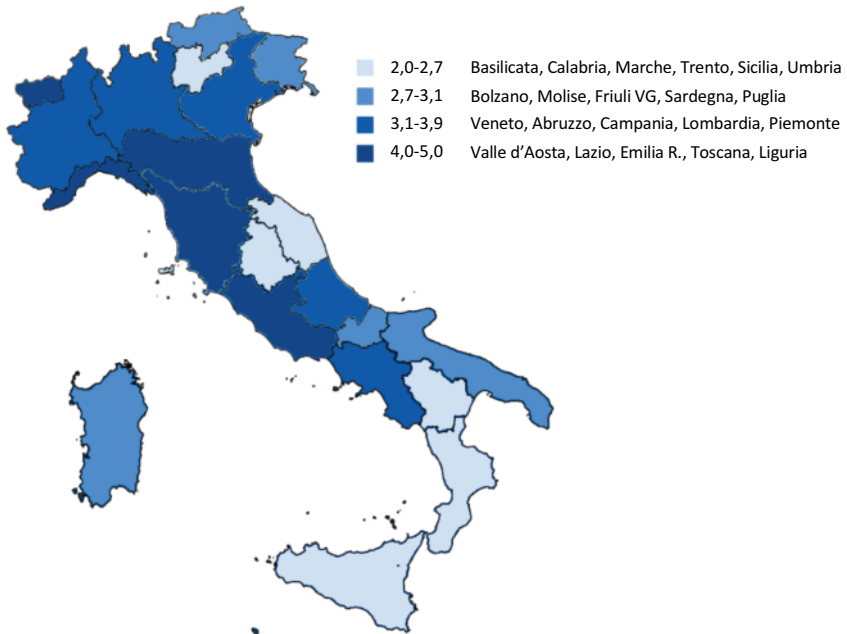 2,0-2,7 Basilicata, Calabria, Marche, Trento, Sicilia, Umbria
2,7-3,1 Bolzano, Molise, Friuli VG, Sardegna, Puglia
3,1-3,9 Veneto, Abruzzo, Campania, Lombardia, Piemonte
4,0-5,0 Valle d’Aosta, Lazio, Emilia R., Toscana, Liguria